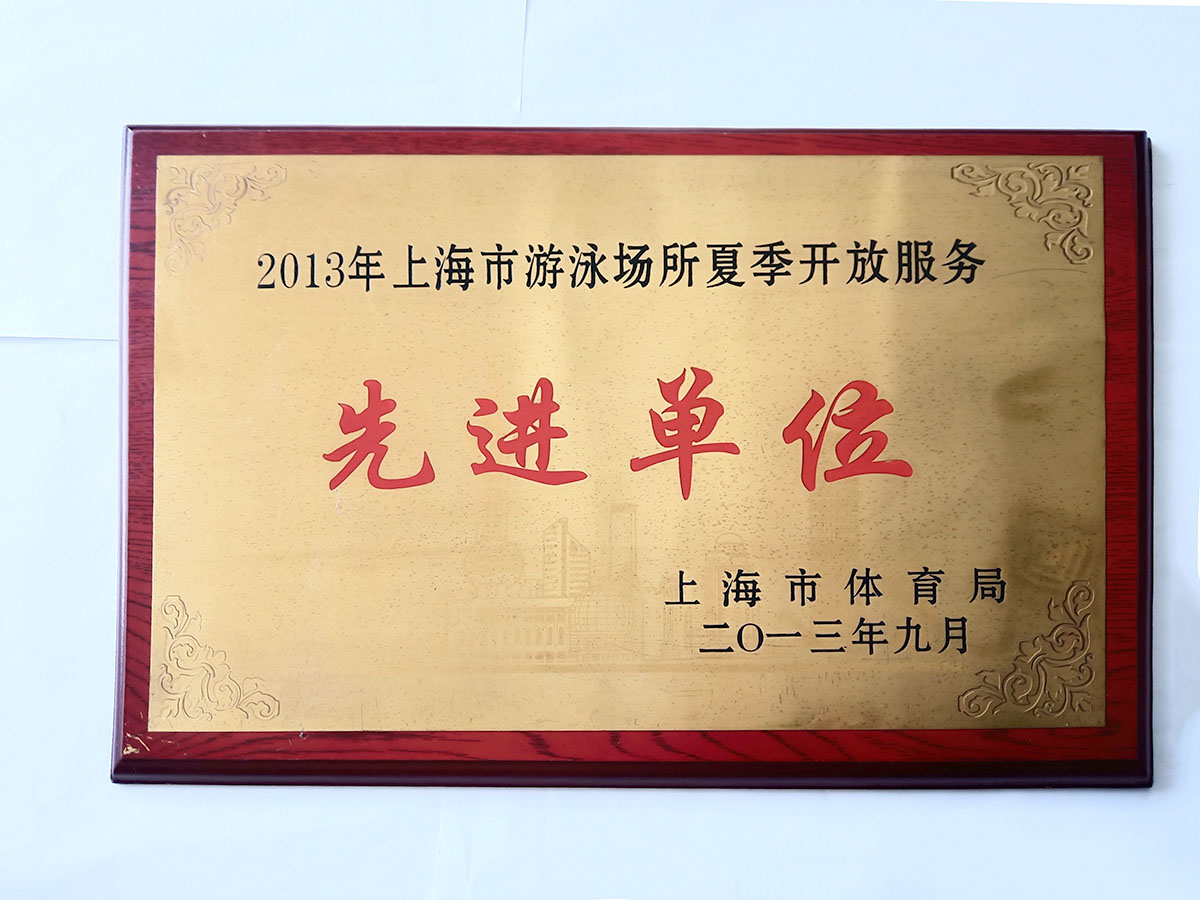 2013年上海市游泳场所夏季开放服务
先进单位
上海市体育局
二〇一三年九月